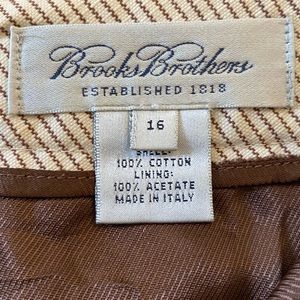 Brooks Brothers
ESTABLISHED 1818
16
SHELL:
100% COTTON
LINING:
100% ACETATE
MADE IN ITALY